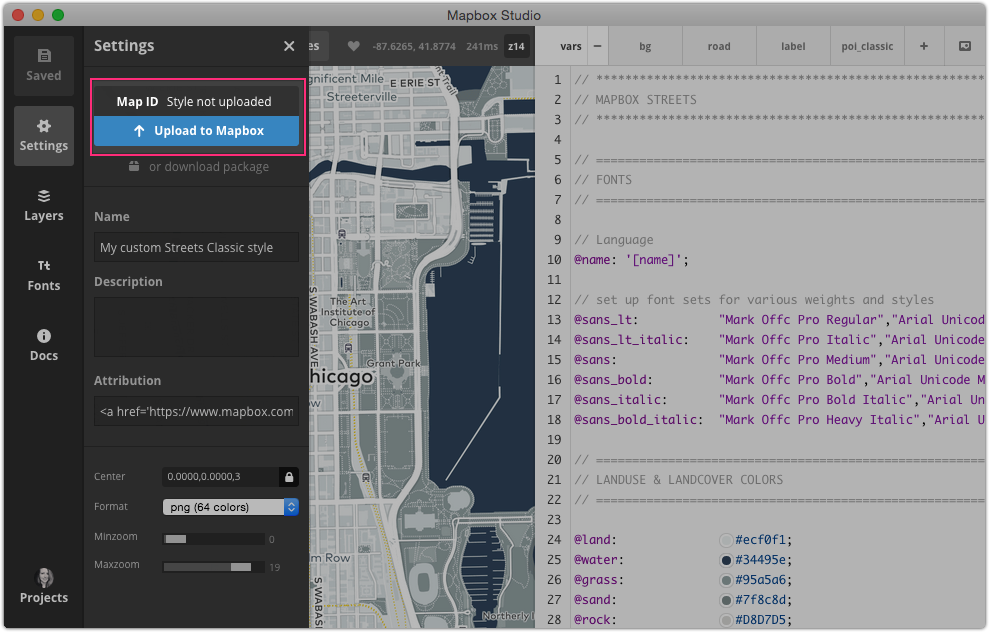 Mapbox Studio
Saved
Settings
Layers
Fonts
Docs
Projects
Settings
Map ID Style not uploaded
Upload to Mapbox
or download package
Name
My custom Streets Classic style
Description
Attribution
<a href='https://www.mapbox.com
Center 0.0000,0.0000,3
Format png (64 colors)
Minzoom 0
Maxzoom 19
es -87.6265, 41.8774 241ms z14
gnificent Mile
Streeterville
E ERIE ST
nt-Trail
S WABASH AVE
The Art
Institute of
Chicago
Grant Park
hicago
ow
lm Row
S WABASH
Northerly I
vars − bg road label poi_classic +
1 // ******************************************************
2 // MAPBOX STREETS
3 // ******************************************************
4
5 // ======================================================
6 // FONTS
7 // ======================================================
8
9 // Language
10 @name: '[name]';
11
12 // set up font sets for various weights and styles
13 @sans_lt: "Mark Offc Pro Regular","Arial Unicod
14 @sans_lt_italic: "Mark Offc Pro Italic","Arial Unicode
15 @sans: "Mark Offc Pro Medium","Arial Unicode
16 @sans_bold: "Mark Offc Pro Bold","Arial Unicode M
17 @sans_italic: "Mark Offc Pro Bold Italic","Arial Un
18 @sans_bold_italic: "Mark Offc Pro Heavy Italic","Arial U
19
20 // ======================================================
21 // LANDUSE & LANDCOVER COLORS
22 // ======================================================
23
24 @land: #ecf0f1;
25 @water: #34495e;
26 @grass: #95a5a6;
27 @sand: #7f8c8d;
28 @rock: #D8D7D5;